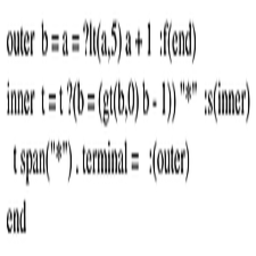 outer b = a = ?lt(a,5) a + 1 :f(end)
inner t = t ?(b = (gt(b,0) b - 1)) "*" :s(inner)
t span("*") . terminal = :(outer)
end